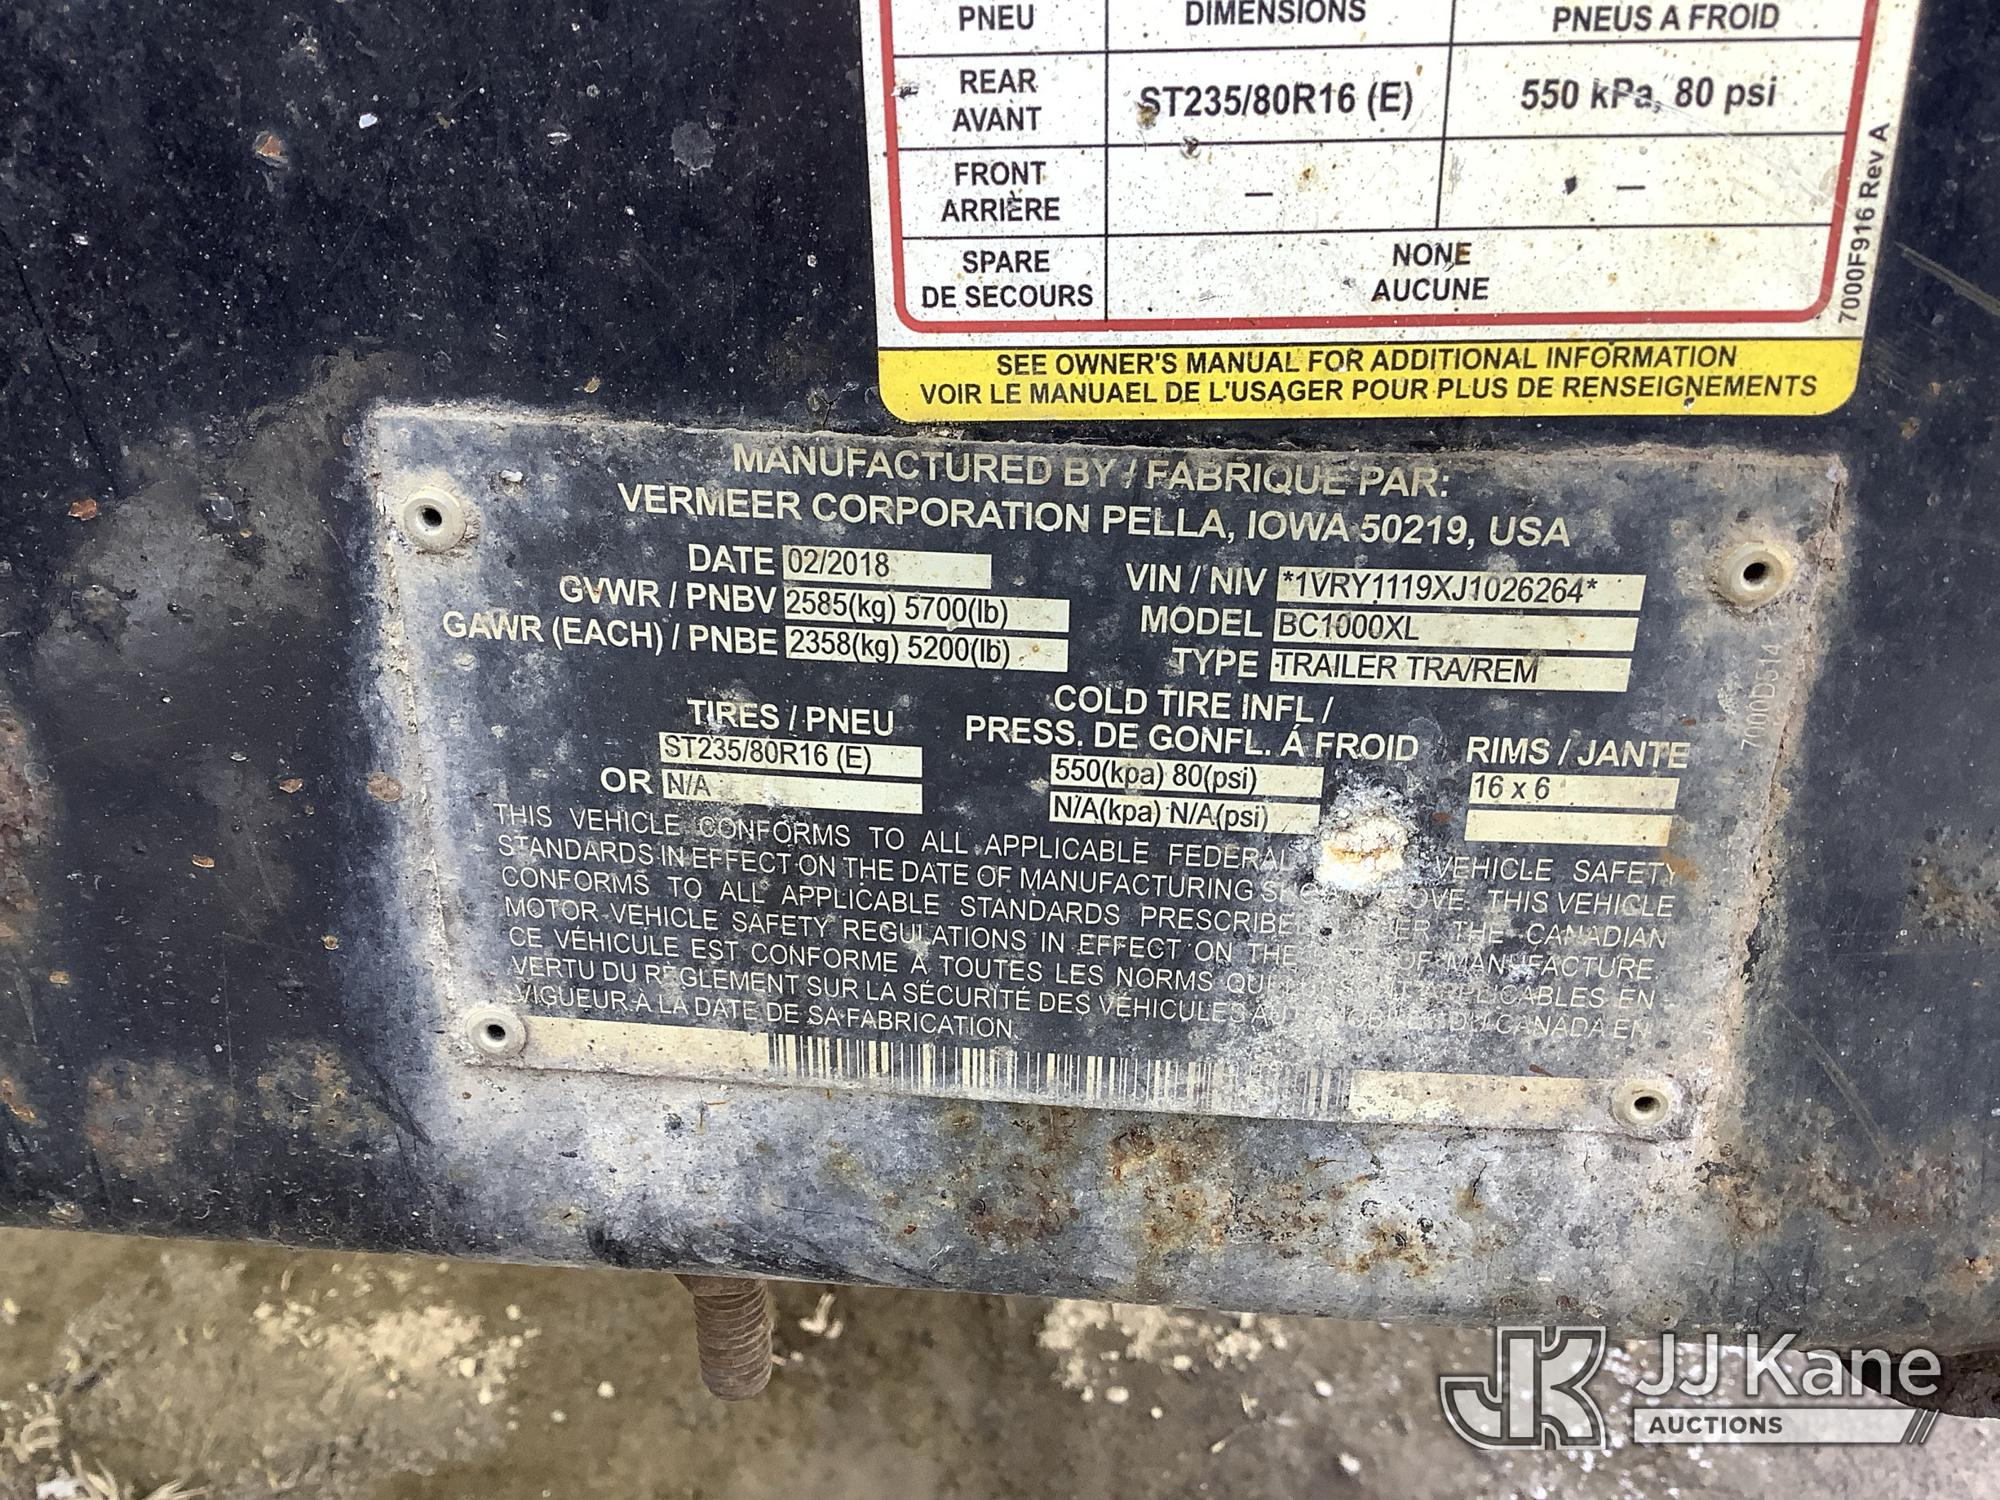 PNEU DIMENSIONS PNEUS A FROID
REAR
AVANT
ST235/80R16 (E) 550 kPa, 80 psi
FRONT
ARRIÈRE
— —
SPARE
DE SECOURS
NONE
AUCUNE
7000F916 Rev A
SEE OWNER'S MANUAL FOR ADDITIONAL INFORMATION
VOIR LE MANUAEL DE L'USAGER POUR PLUS DE RENSEIGNEMENTS
MANUFACTURED BY / FABRIQUE PAR:
VERMEER CORPORATION PELLA, IOWA 50219, USA
DATE 02/2018
GVWR / PNBV 2585(kg) 5700(lb)
GAWR (EACH) / PNBE 2358(kg) 5200(lb)
VIN / NIV *1VRY1119XJ1026264*
MODEL BC1000XL
TYPE TRAILER TRA/REM
7000D514
TIRES / PNEU
ST235/80R16 (E)
OR N/A
COLD TIRE INFL /
PRESS. DE GONFL. Á FROID
550(kpa) 80(psi)
N/A(kpa) N/A(psi)
RIMS / JANTE
16 x 6
THIS VEHICLE CONFORMS TO ALL APPLICABLE FEDERAL VEHICLE SAFETY
STANDARDS IN EFFECT ON THE DATE OF MANUFACTURING THIS VEHICLE
CONFORMS TO ALL APPLICABLE STANDARDS THE CANADIAN
MOTOR VEHICLE SAFETY REGULATIONS IN EFFECT ON THE OF MANUFACTURE.
CE VÉHICULE EST CONFORME À TOUTES LES NORMS QUI APPLICABLES EN
VERTU DU RÈGLEMENT SUR LA SÉCURITÉ DES VÉHICULES DU CANADA EN
VIGUEUR À LA DATE DE SA FABRICATION
JK JJ Kane
AUCTIONS